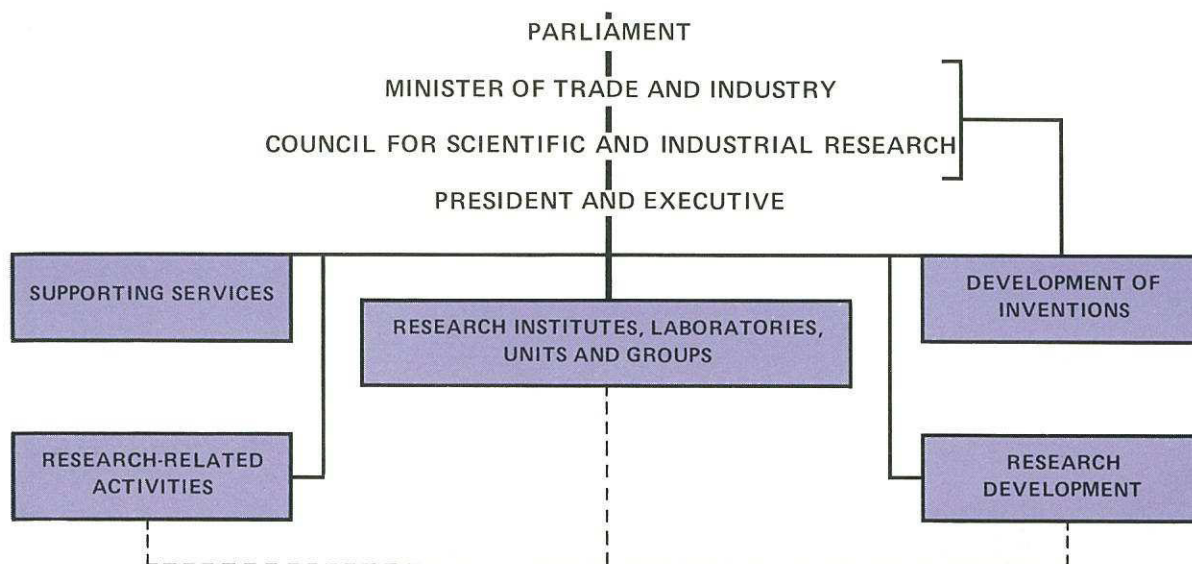 PARLIAMENT
MINISTER OF TRADE AND INDUSTRY
COUNCIL FOR SCIENTIFIC AND INDUSTRIAL RESEARCH
PRESIDENT AND EXECUTIVE
SUPPORTING SERVICES
RESEARCH INSTITUTES, LABORATORIES,
UNITS AND GROUPS
DEVELOPMENT OF
INVENTIONS
RESEARCH-RELATED
ACTIVITIES
RESEARCH
DEVELOPMENT